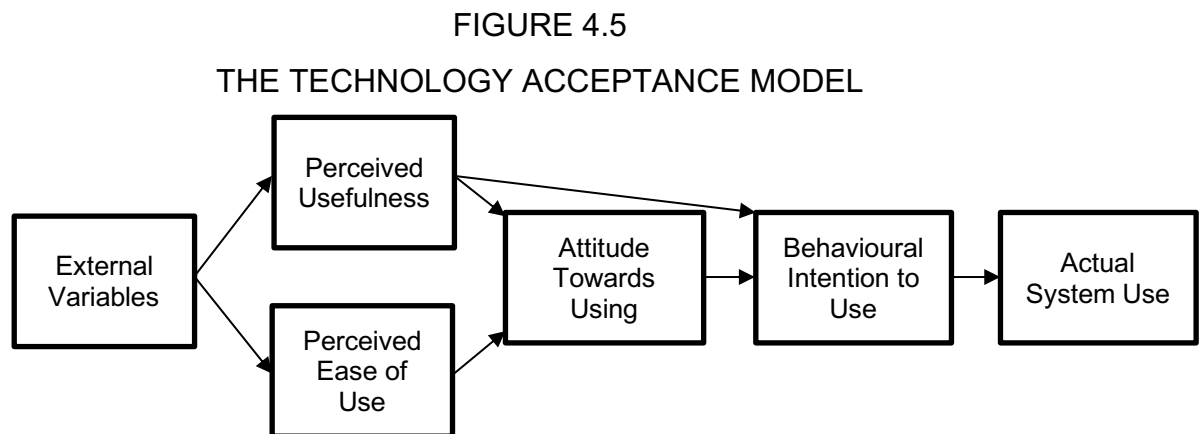 FIGURE 4.5
THE TECHNOLOGY ACCEPTANCE MODEL
Perceived
Usefulness
External
Variables
Perceived
Ease of
Use
Attitude
Towards
Using
Behavioural
Intention to
Use
Actual
System Use